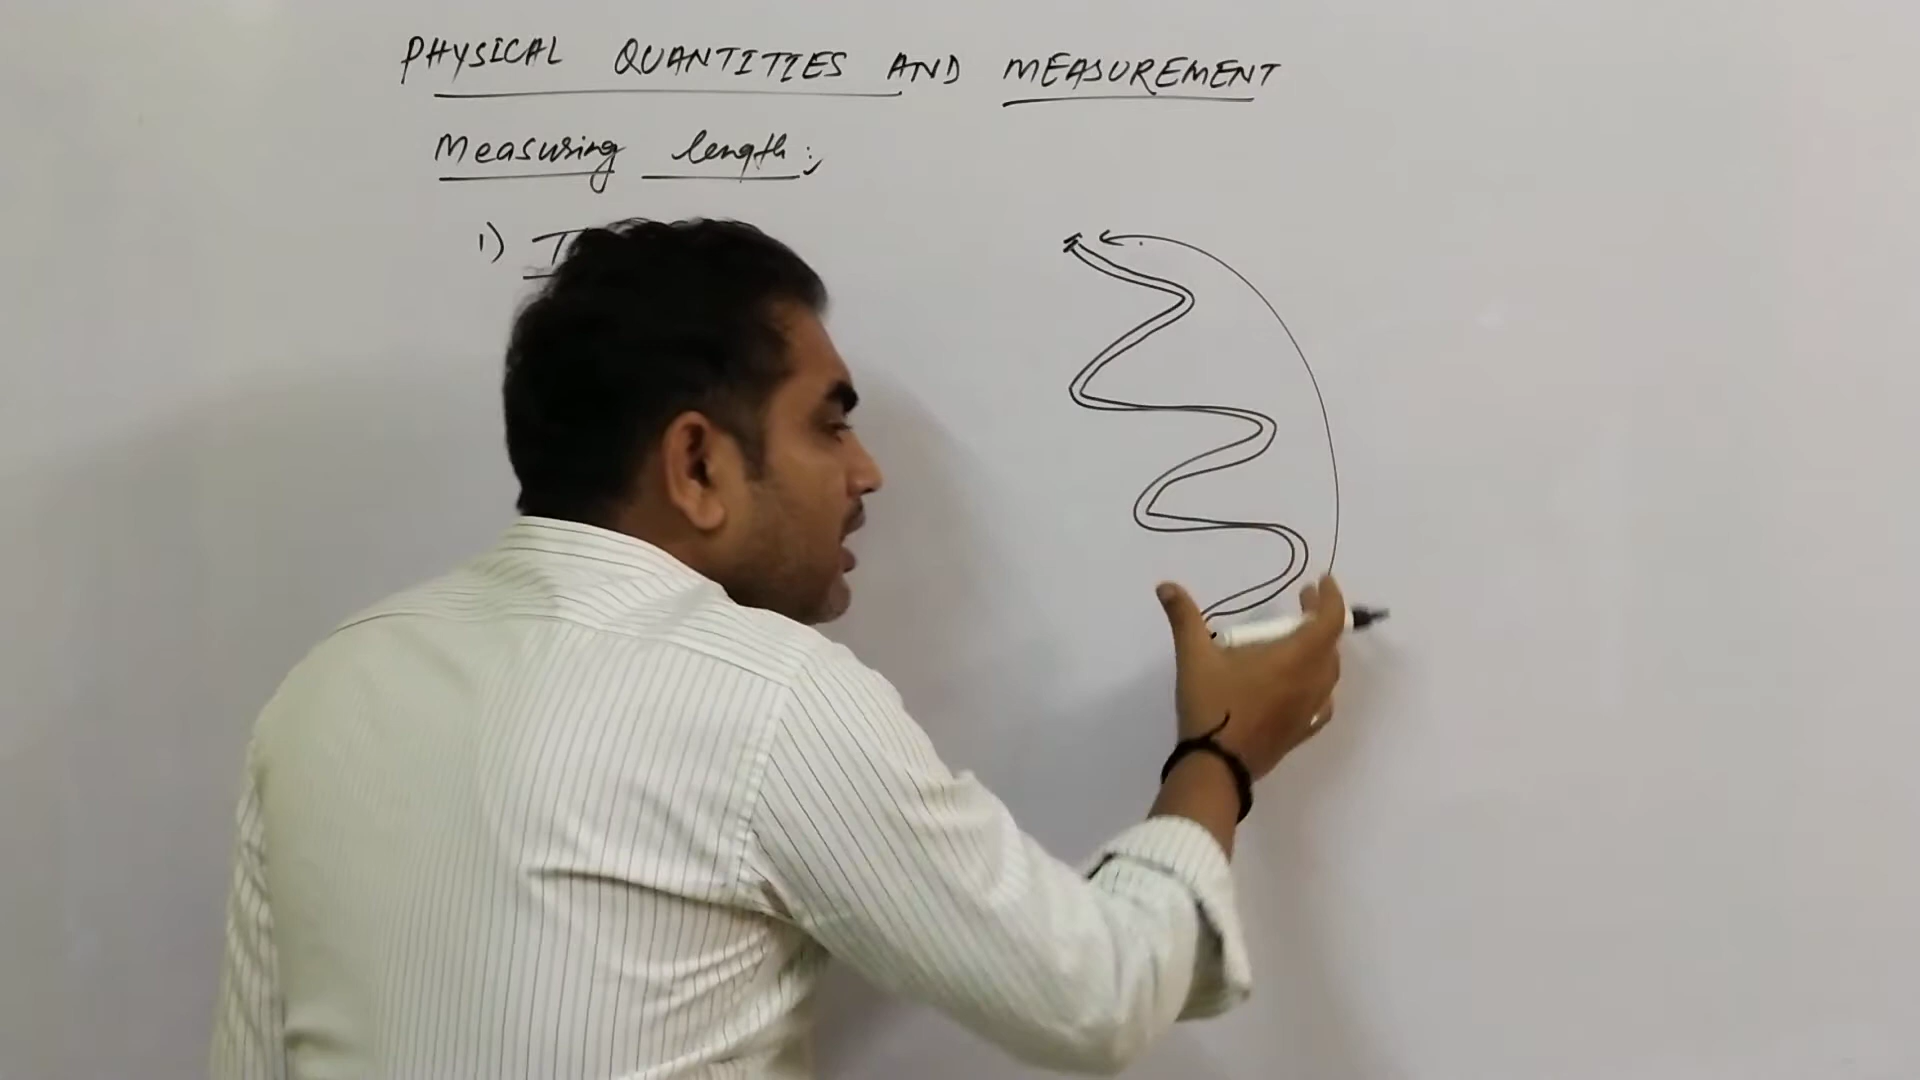 PHYSICAL QUANTITIES AND MEASUREMENT
Measuring length:
1)